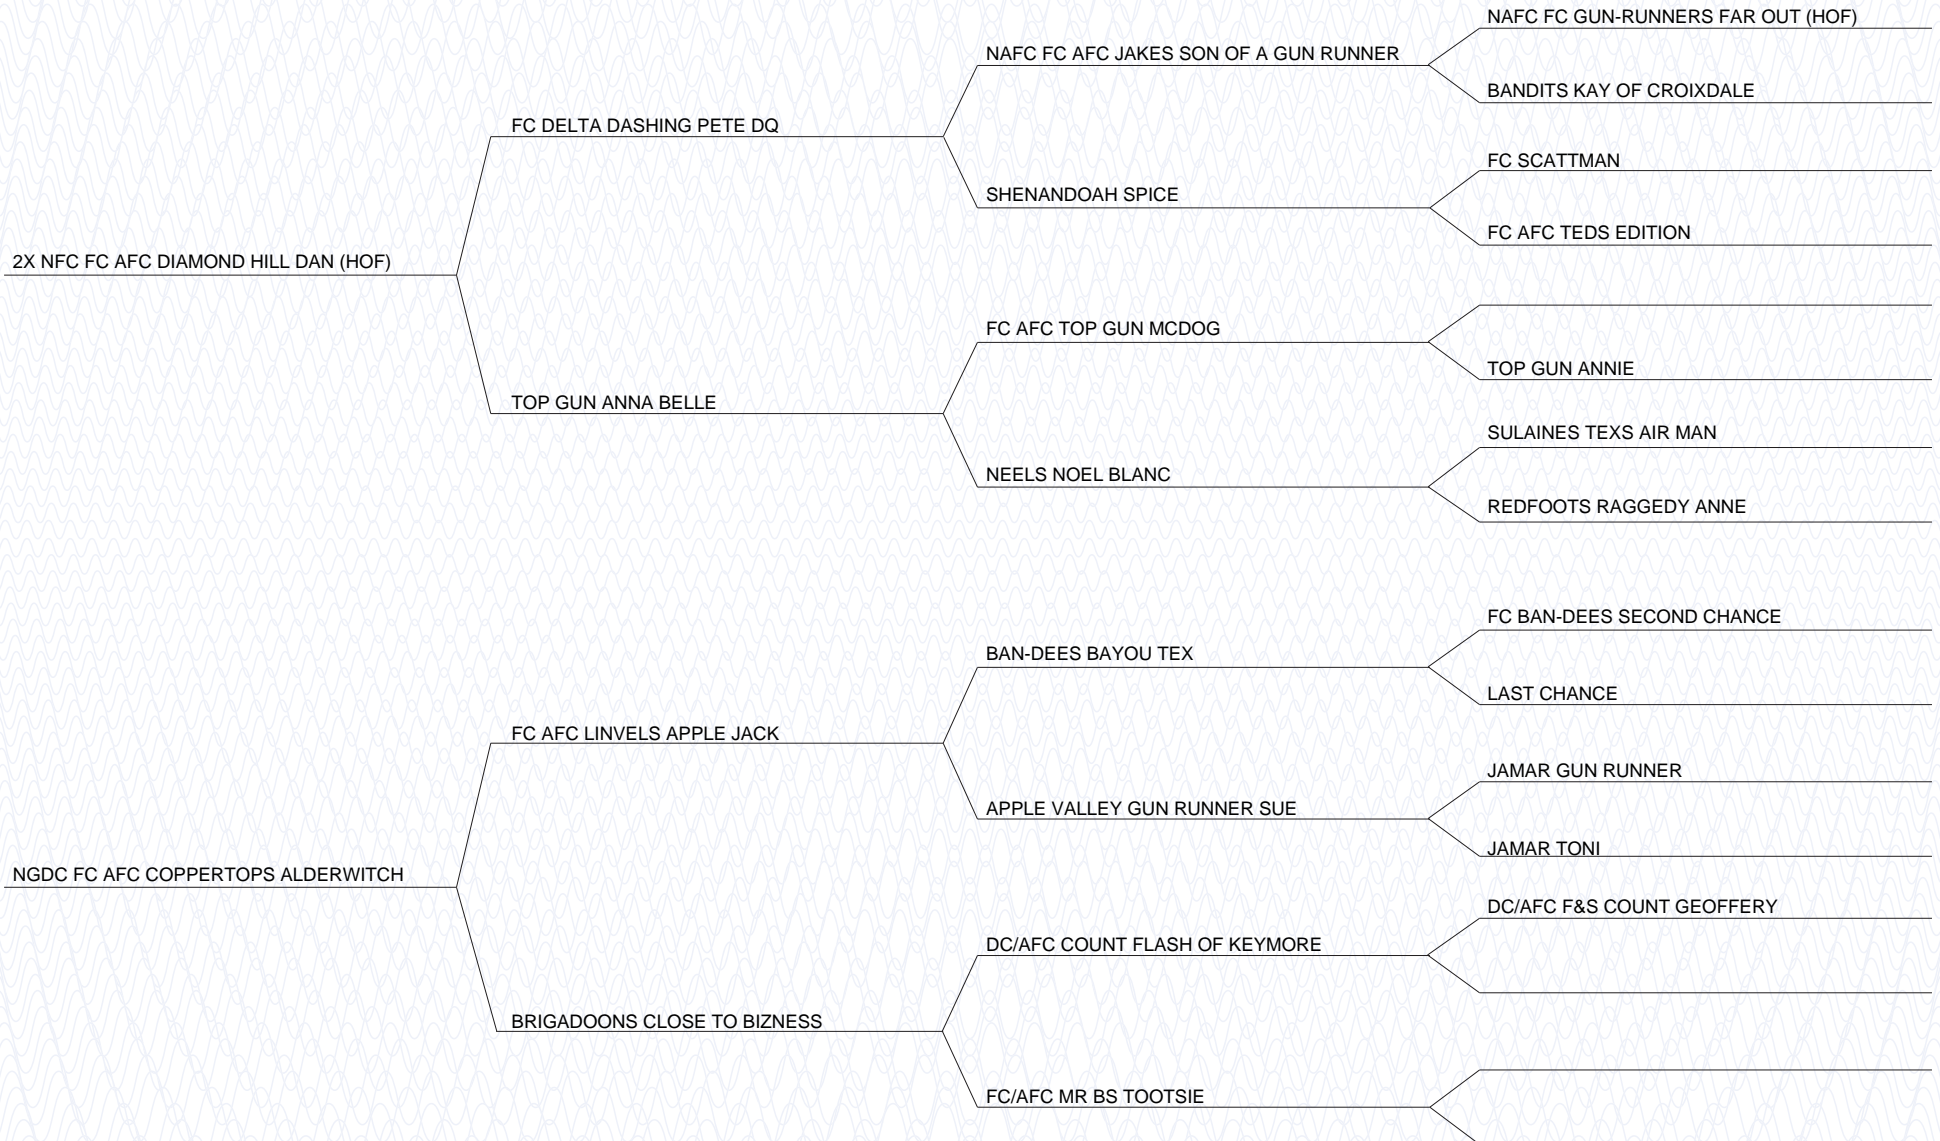 NAFC FC GUN-RUNNERS FAR OUT (HOF)
NAFC FC AFC JAKES SON OF A GUN RUNNER
BANDITS KAY OF CROIXDALE
FC DELTA DASHING PETE DQ
FC SCATTMAN
SHENANDOAH SPICE
FC AFC TEDS EDITION
2X NFC FC AFC DIAMOND HILL DAN (HOF)
FC AFC TOP GUN MCDOG
TOP GUN ANNIE
TOP GUN ANNA BELLE
SULAINES TEXS AIR MAN
NEELS NOEL BLANC
REDFOOTS RAGGEDY ANNE
FC BAN-DEES SECOND CHANCE
BAN-DEES BAYOU TEX
LAST CHANCE
FC AFC LINVELS APPLE JACK
JAMAR GUN RUNNER
APPLE VALLEY GUN RUNNER SUE
JAMAR TONI
NGDC FC AFC COPPERTOPS ALDERWITCH
DC/AFC F&S COUNT GEOFFERY
DC/AFC COUNT FLASH OF KEYMORE
BRIGADOONS CLOSE TO BIZNESS
FC/AFC MR BS TOOTSIE